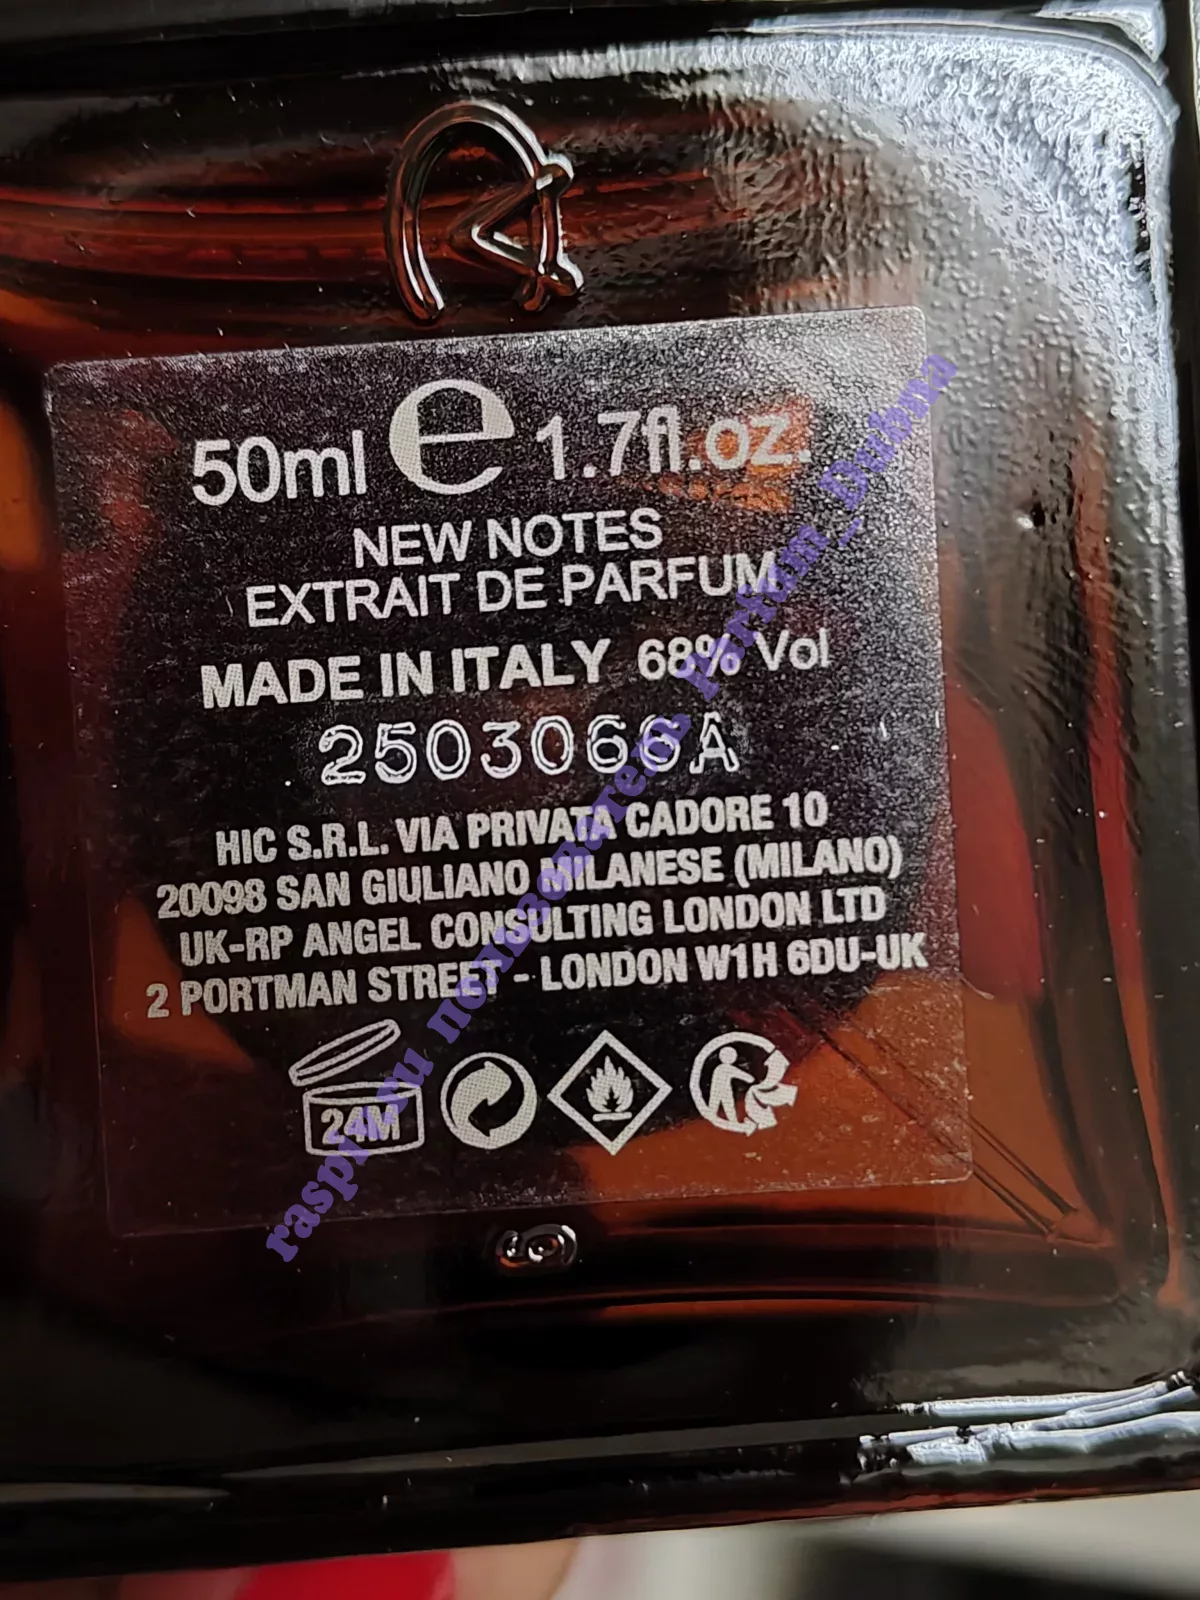 50ml e 1.7fl.oz.
NEW NOTES
EXTRAIT DE PARFUM
MADE IN ITALY 68% Vol
2503066A
HIC S.R.L. VIA PRIVATA CADORE 10
20098 SAN GIULIANO MILANESE (MILANO)
UK-RP ANGEL CONSULTING LONDON LTD
2 PORTMAN STREET - LONDON W1H 6DU-UK
24M
Parfum_Dubna